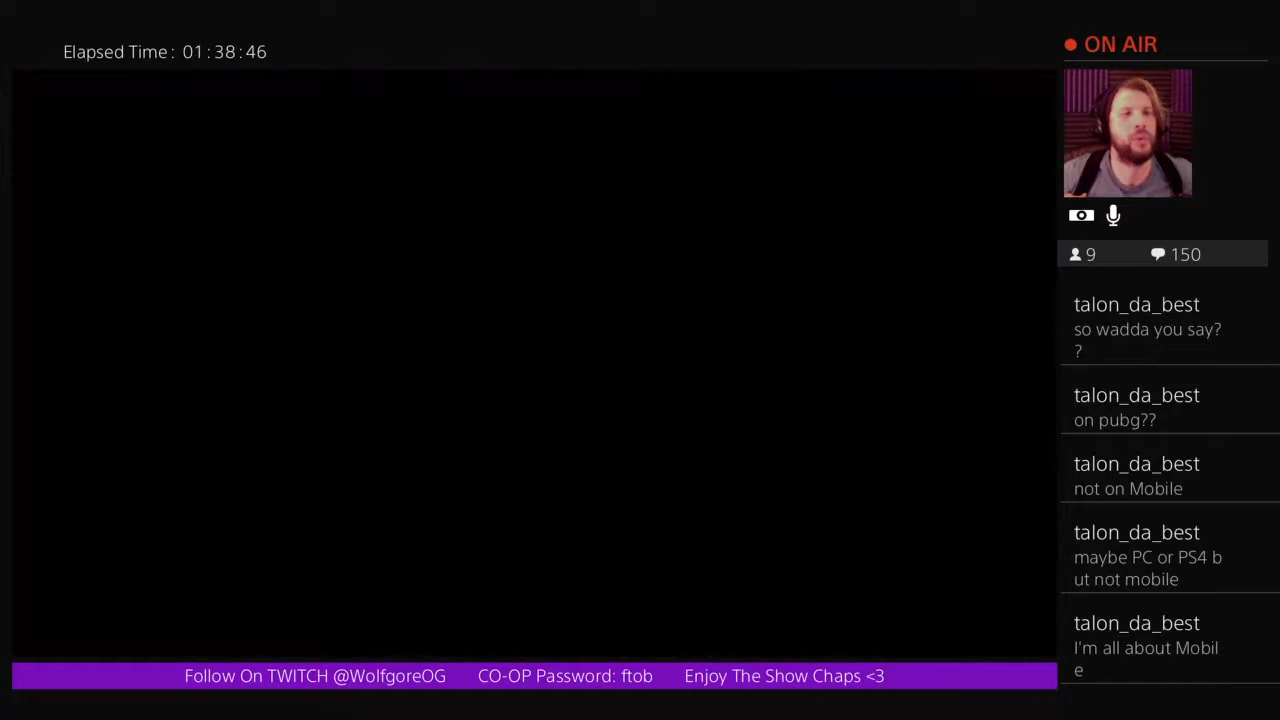 Elapsed Time: 01:38:46
ON AIR
9 150
talon_da_best
so wadda you say?
?
talon_da_best
on pubg??
talon_da_best
not on Mobile
talon_da_best
maybe PC or PS4 b
ut not mobile
talon_da_best
I'm all about Mobil
e
Follow On TWITCH @WolfgoreOG CO-OP Password: ftob Enjoy The Show Chaps <3